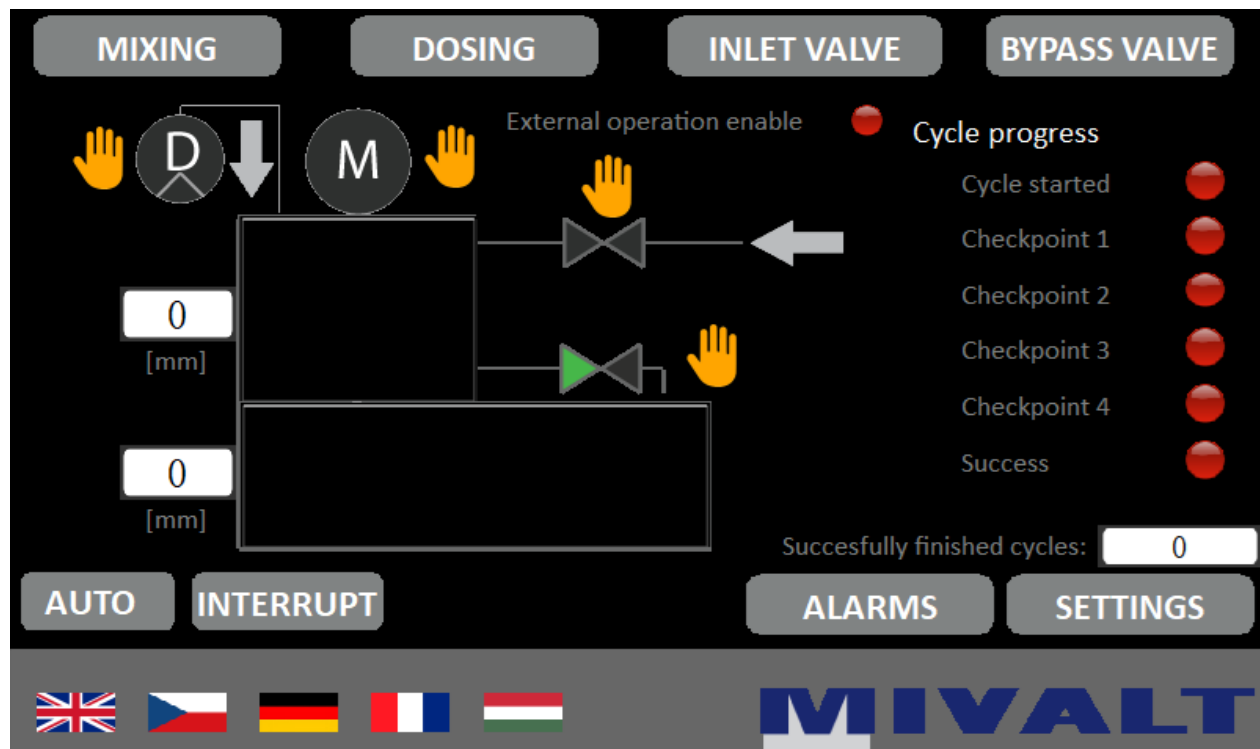 MIXING
DOSING
INLET VALVE
BYPASS VALVE
External operation enable
Cycle progress
D
M
Cycle started
Checkpoint 1
Checkpoint 2
Checkpoint 3
Checkpoint 4
Success
0
[mm]
0
[mm]
Succesfully finished cycles: 0
AUTO
INTERRUPT
ALARMS
SETTINGS
MIVALT